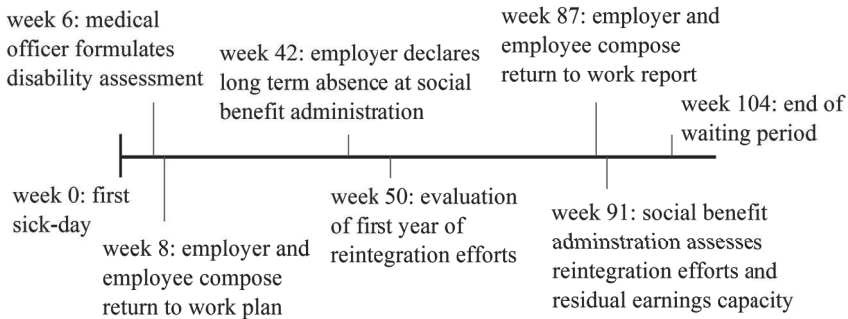 week 6: medical
officer formulates
disability assessment
week 42: employer declares
long term absence at social
benefit administration
week 87: employer and
employee compose
return to work report
week 104: end of
waiting period
week 0: first
sick-day
week 8: employer and
employee compose
return to work plan
week 50: evaluation
of first year of
reintegration efforts
week 91: social benefit
adminstration assesses
reintegration efforts and
residual earnings capacity